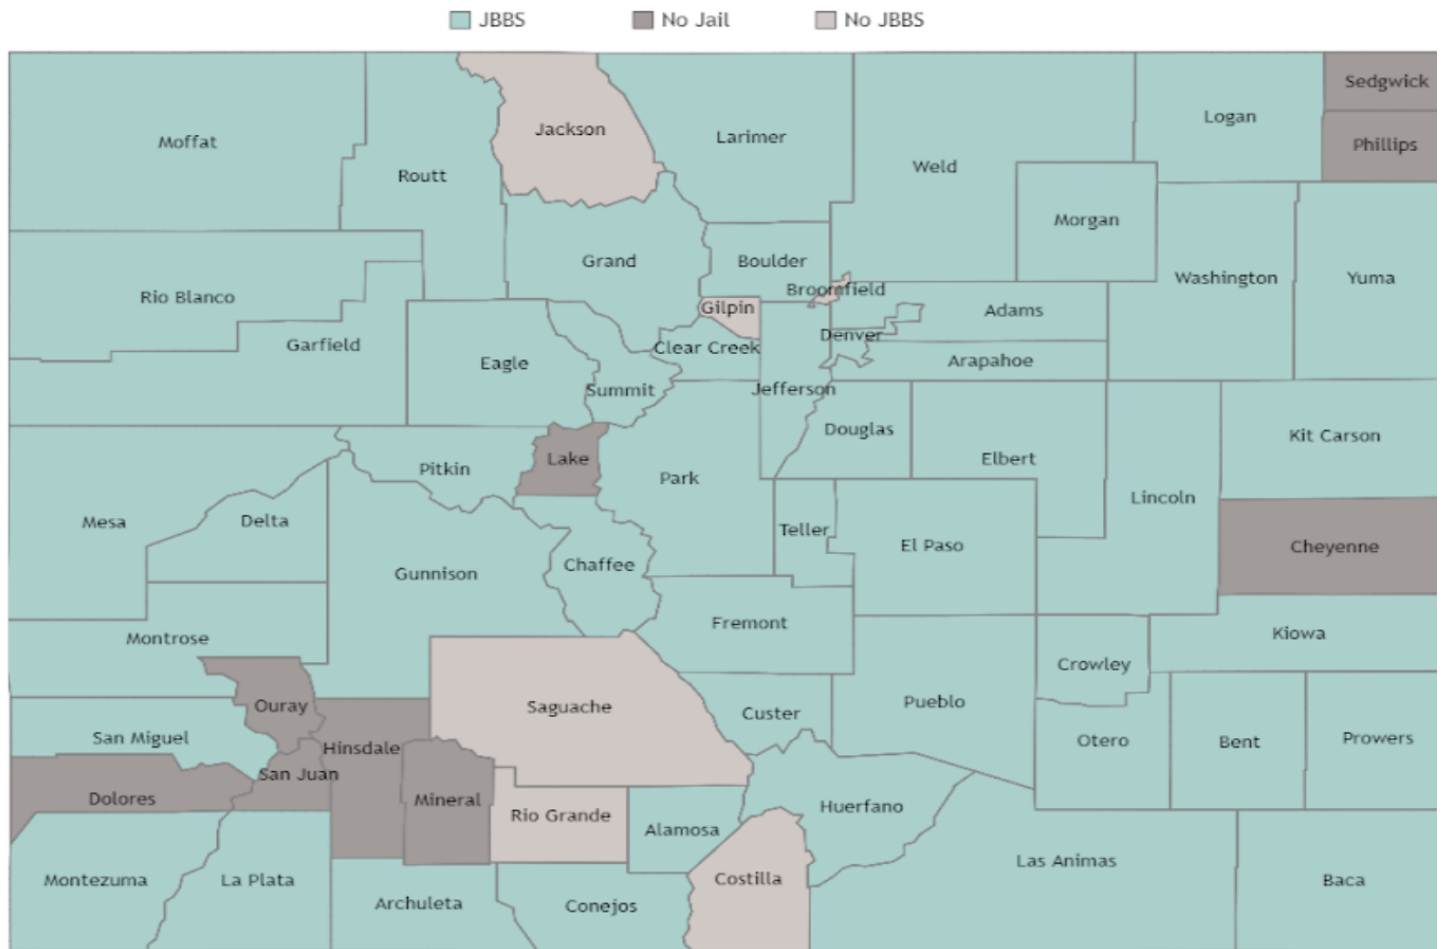 JBBS No Jail No JBBS
Sedgwick
Logan
Jackson
Larimer
Moffat
Phillips
Weld
Routt
Morgan
Grand
Boulder
Washington
Yuma
Broomfield
Rio Blanco
Gilpin
Adams
Denver
Garfield
Clear Creek
Arapahoe
Eagle
Summit
Jefferson
Douglas
Kit Carson
Lake
Elbert
Pitkin
Park
Lincoln
Mesa
Delta
Teller
El Paso
Cheyenne
Chaffee
Gunnison
Fremont
Kiowa
Montrose
Crowley
Ouray
Saguache
Pueblo
Custer
San Miguel
Otero
Bent
Prowers
Hinsdale
San Juan
Dolores
Mineral
Huerfano
Rio Grande
Alamosa
Las Animas
Montezuma
La Plata
Costilla
Baca
Archuleta
Conejos